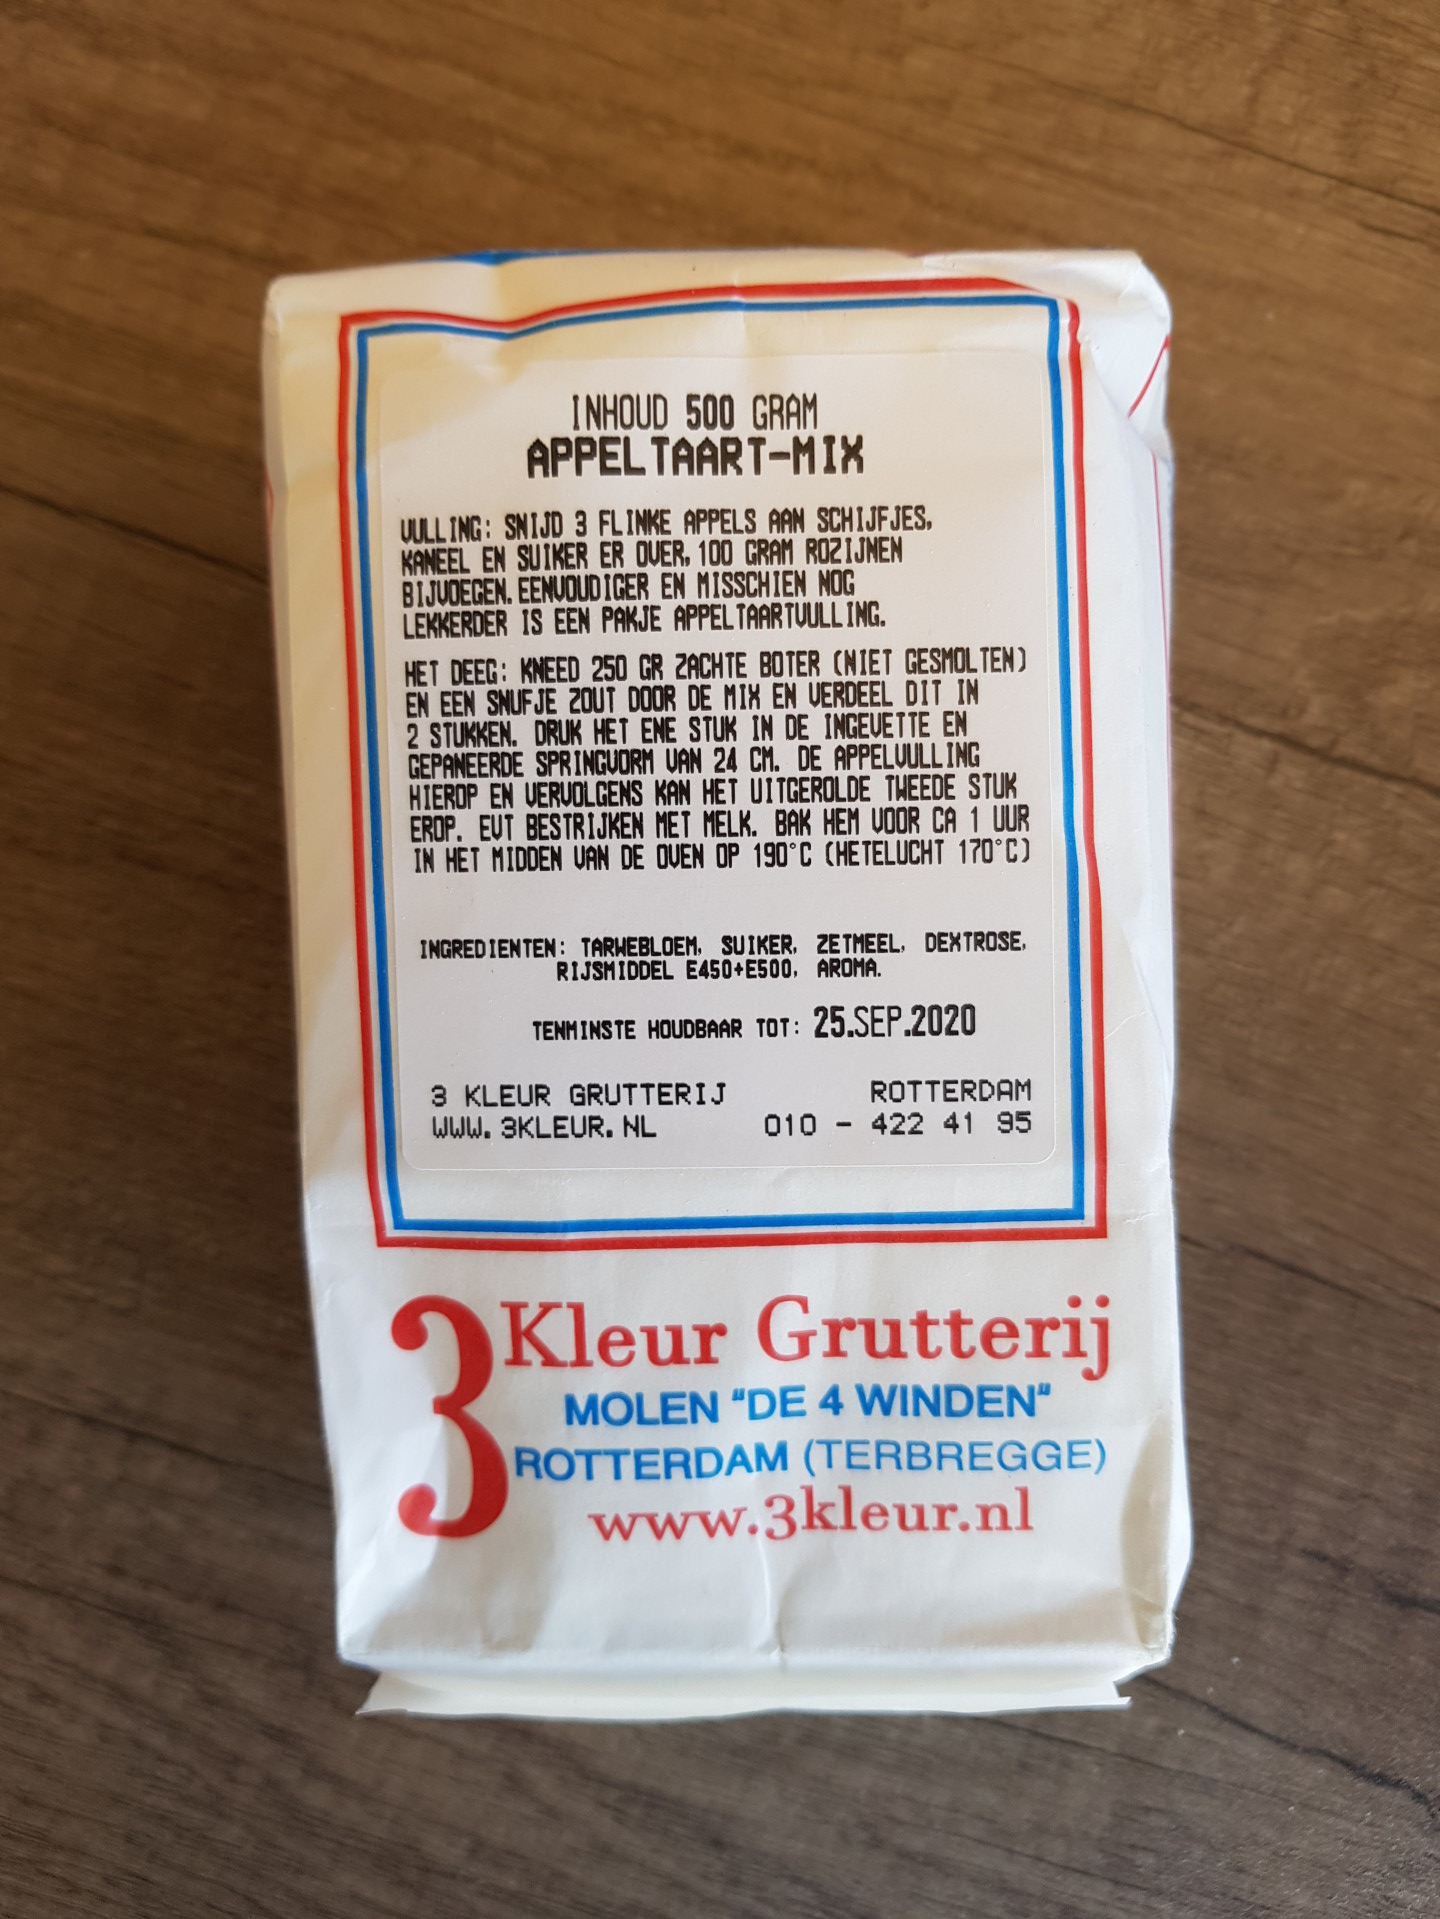 INHOUD 500 GRAM
APPELTAART-MIX
VULLING: SNIJD 3 FLINKE APPELS AAN SCHIJFJES,
KANEEL EN SUIKER ER OVER, 100 GRAM ROZIJNEN
BIJVOEGEN. EENVOUDIGER EN MISSCHIEN NOG
LEKKERDER IS EEN PAKJE APPELTAARTVULLING.
HET DEEG: KNEED 250 GR ZACHTE BOTER (NIET GESMOLTEN)
EN EEN SNUFJE ZOUT DOOR DE MIX EN VERDEEL DIT IN
2 STUKKEN. DRUK HET ENE STUK IN DE INGEVETTE EN
GEPANEERDE SPRINGVORM VAN 24 CM. DE APPELVULLING
HIEROP EN VERVOLGENS KAN HET UITGEROLDE TWEEDE STUK
EROP. EVT BESTRIJKEN MET MELK. BAK HEM VOOR CA 1 UUR
IN HET MIDDEN VAN DE OVEN OP 190°C (HETELUCHT 170°C)
INGREDIENTEN: TARWEBLOEM, SUIKER, ZETMEEL, DEXTROSE,
RIJSMIDDEL E450+E500, AROMA.
TENMINSTE HOUDBAAR TOT: 25.SEP.2020
3 KLEUR GRUTTERIJ ROTTERDAM
WWW.3KLEUR.NL 010 - 422 41 95
3 Kleur Grutterij
MOLEN "DE 4 WINDEN"
ROTTERDAM (TERBREGGE)
www.3kleur.nl